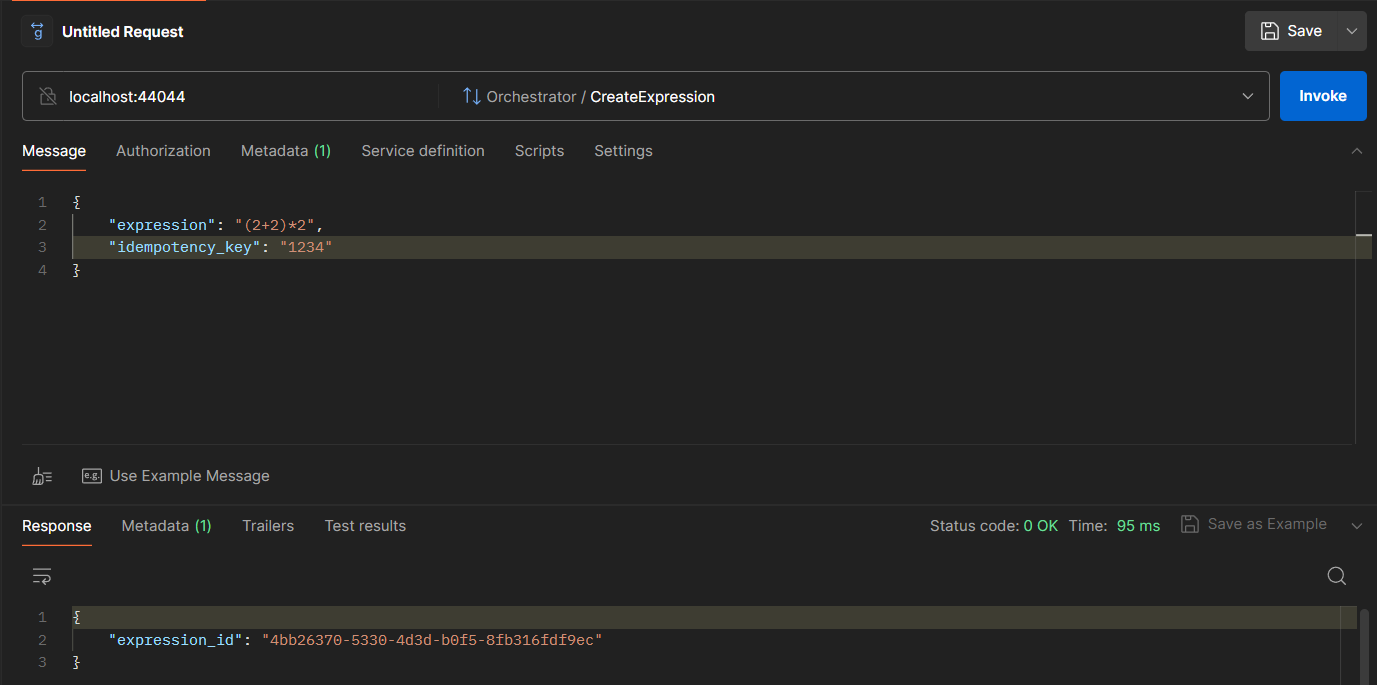 g Untitled Request Save
localhost:44044 Orchestrator / CreateExpression Invoke
Message Authorization Metadata (1) Service definition Scripts Settings
1 {
2 "expression": "(2+2)*2",
3 "idempotency_key": "1234"
4 }
e.g. Use Example Message
Response Metadata (1) Trailers Test results Status code: 0 OK Time: 95 ms Save as Example
1 {
2 "expression_id": "4bb26370-5330-4d3d-b0f5-8fb316fdf9ec"
3 }